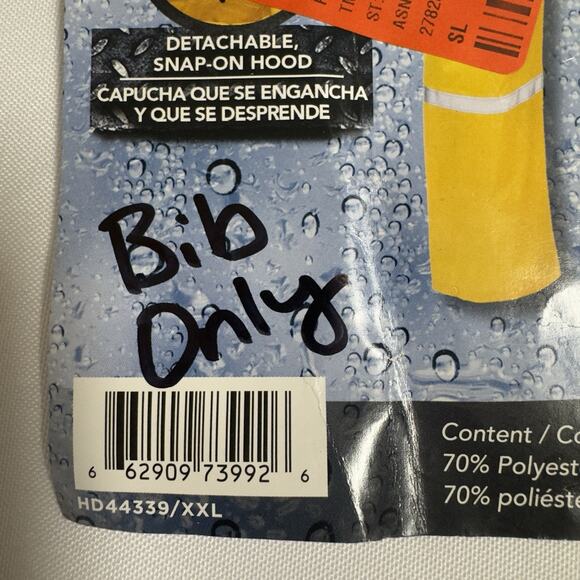 DETACHABLE,
SNAP-ON HOOD
CAPUCHA QUE SE ENGANCHA
Y QUE SE DESPRENDE
SL
Bib
Only
6 62909 73992 6
HD44339/XXL
Content / Co
70% Polyest
70% poliéste